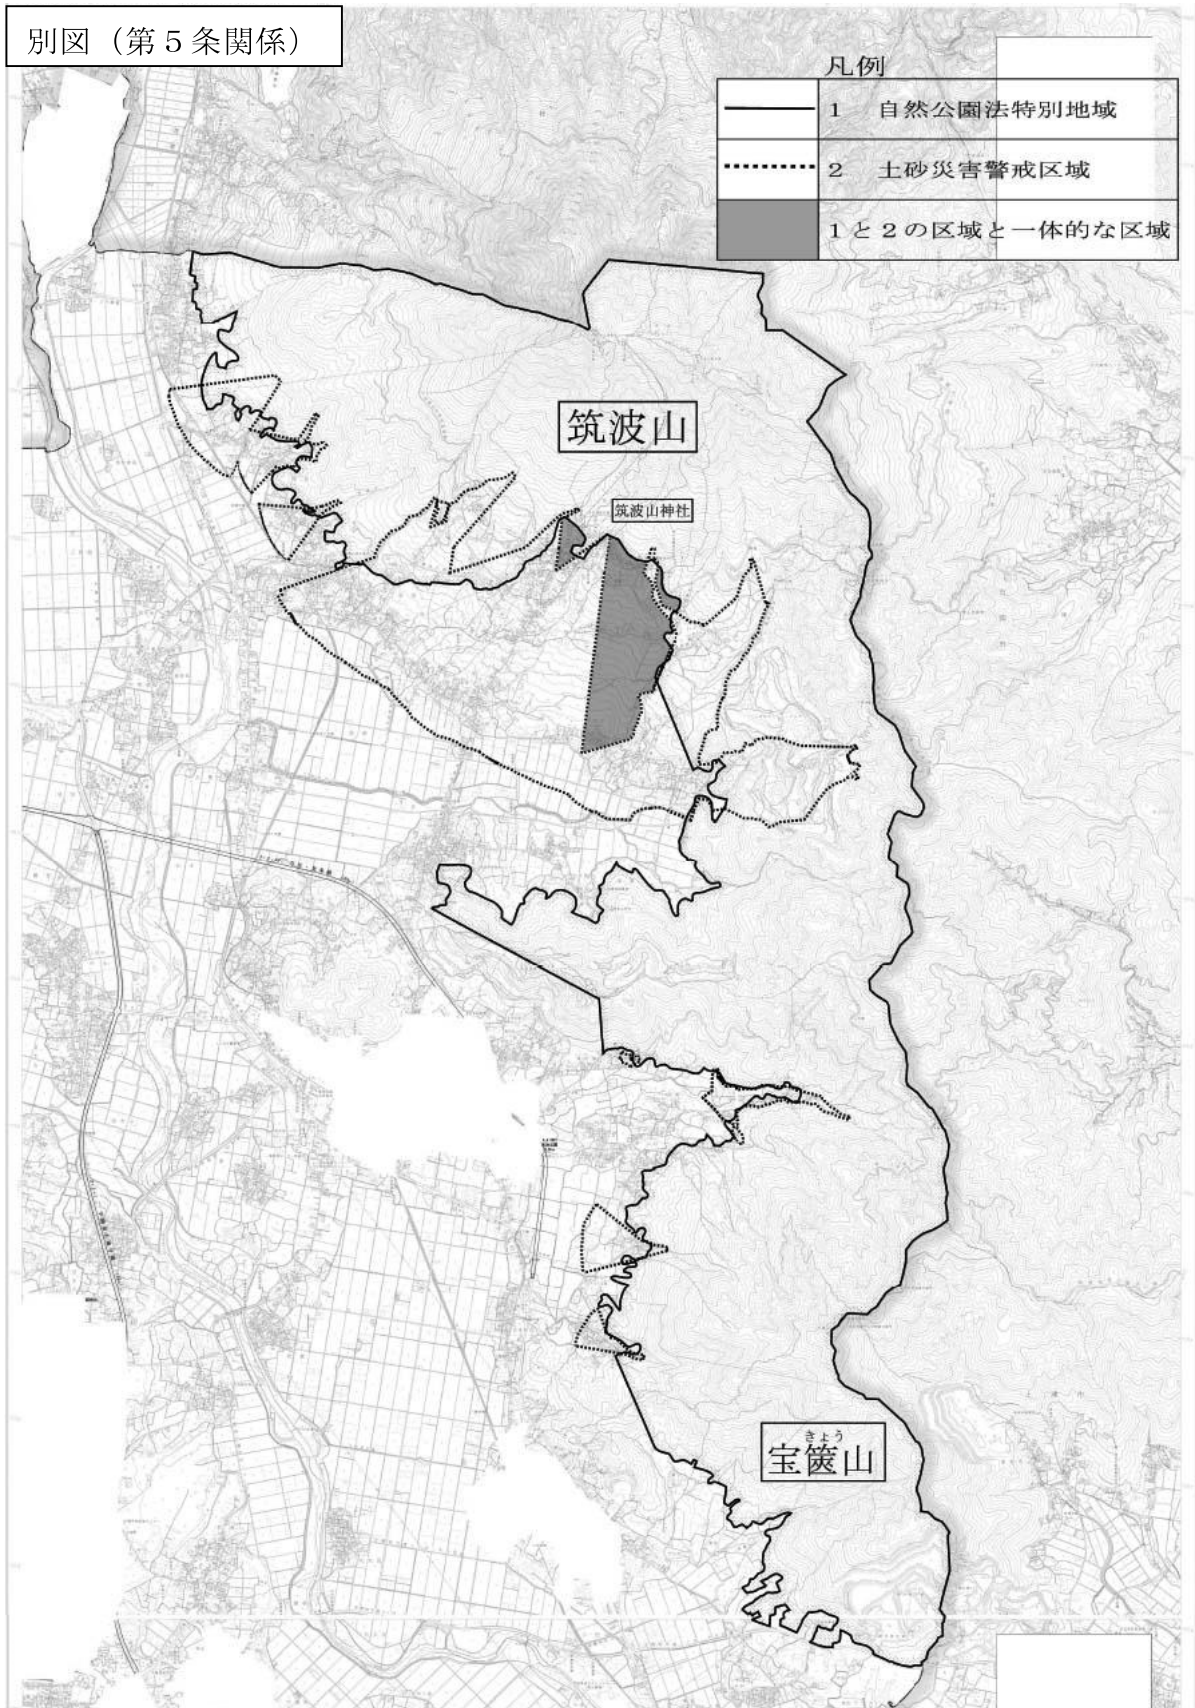 別図（第５条関係）
凡例
1　自然公園法特別地域
2　土砂災害警戒区域
1と2の区域と一体的な区域
筑波山
筑波山神社
きょう
宝篋山